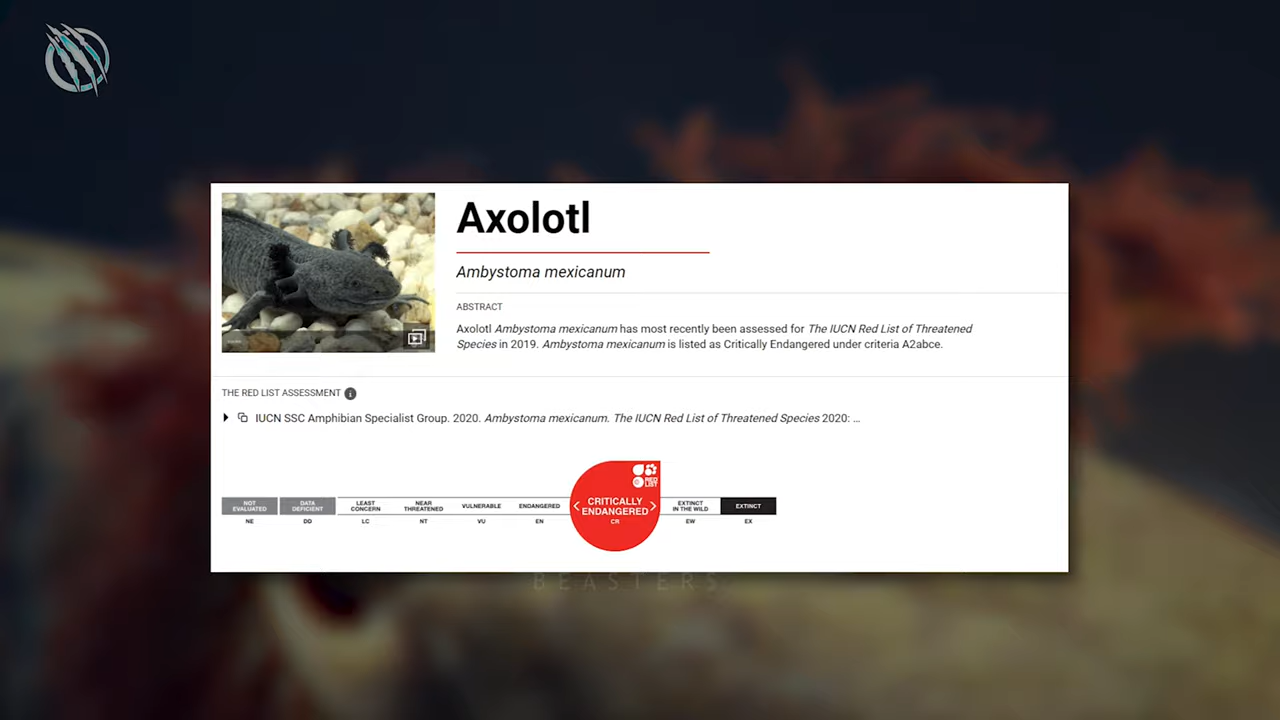 Axolotl
Ambystoma mexicanum
ABSTRACT
Axolotl Ambystoma mexicanum has most recently been assessed for The IUCN Red List of Threatened
Species in 2019. Ambystoma mexicanum is listed as Critically Endangered under criteria A2abce.
THE RED LIST ASSESSMENT
IUCN SSC Amphibian Specialist Group. 2020. Ambystoma mexicanum. The IUCN Red List of Threatened Species 2020: ...
RED
LIST
NOT
EVALUATED
NE
DATA
DEFICIENT
DD
LEAST
CONCERN
LC
NEAR
THREATENED
NT
VULNERABLE
VU
ENDANGERED
EN
CRITICALLY
ENDANGERED
CR
EXTINCT
IN THE WILD
EW
EXTINCT
EX
BEASTERS